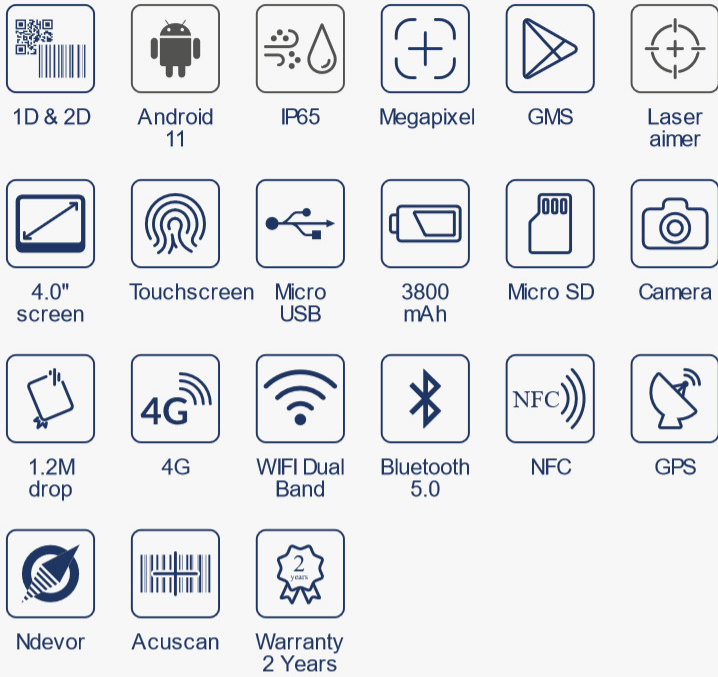 1D & 2D
Android
11
IP65
Megapixel
GMS
Laser
aimer
4.0"
screen
Touchscreen
Micro
USB
3800
mAh
Micro SD
Camera
4G
NFC
1.2M
drop
4G
WIFI Dual
Band
Bluetooth
5.0
NFC
GPS
2
years
Ndevor
Acuscan
Warranty
2 Years